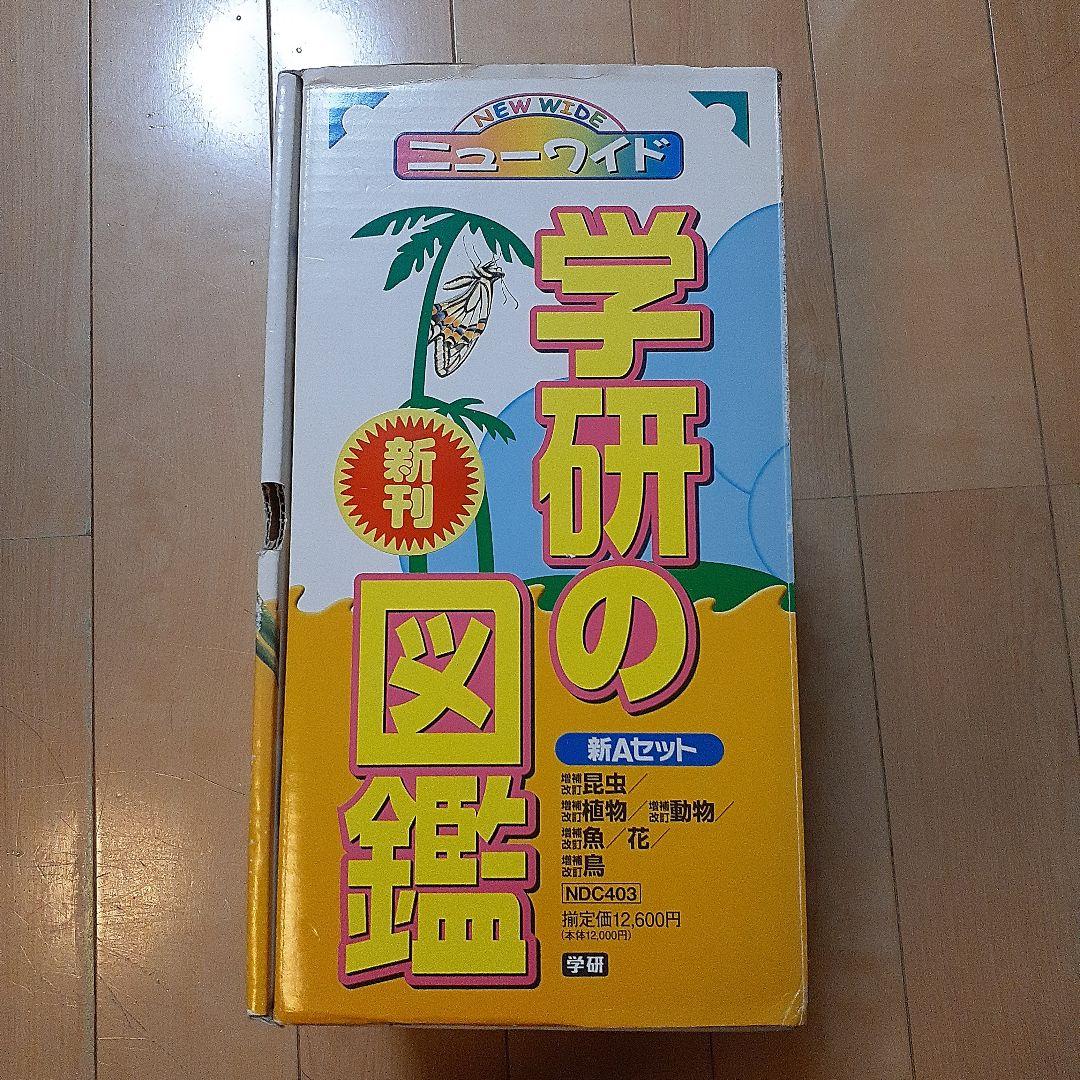 NEW WIDE
ニューワイド
学研の
図鑑
新刊
新Aセット
増補改訂昆虫／
増補改訂植物／増補改訂動物／
増補改訂魚／花／
増補改訂鳥
NDC403
揃定価12,600円
(本体12,000円)
学研